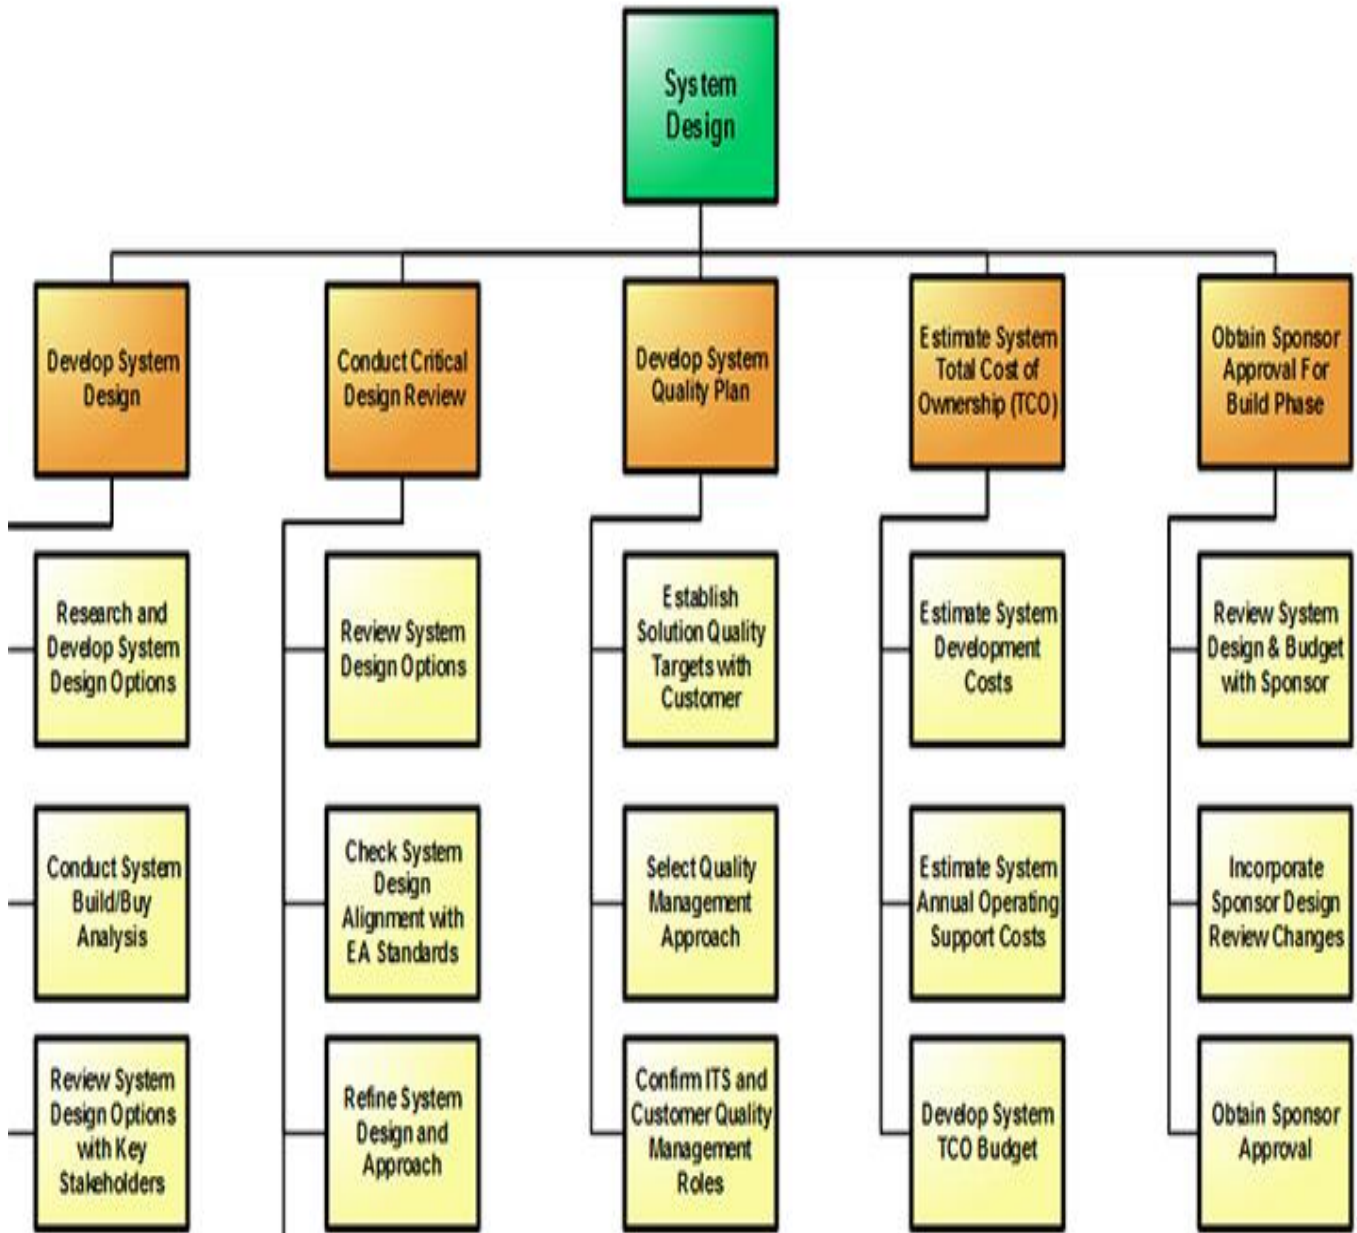 System
Design
Develop System
Design
Conduct Critical
Design Review
Develop System
Quality Plan
Estimate System
Total Cost of
Ownership (TCO)
Obtain Sponsor
Approval For
Build Phase
Research and
Develop System
Design Options
Review System
Design Options
Establish
Solution Quality
Targets with
Customer
Estimate System
Development
Costs
Review System
Design & Budget
with Sponsor
Conduct System
Build/Buy
Analysis
Check System
Design
Alignment with
EA Standards
Select Quality
Management
Approach
Estimate System
Annual Operating
Support Costs
Incorporate
Sponsor Design
Review Changes
Review System
Design Options
with Key
Stakeholders
Refine System
Design and
Approach
Confirm ITS and
Customer Quality
Management
Roles
Develop System
TCO Budget
Obtain Sponsor
Approval